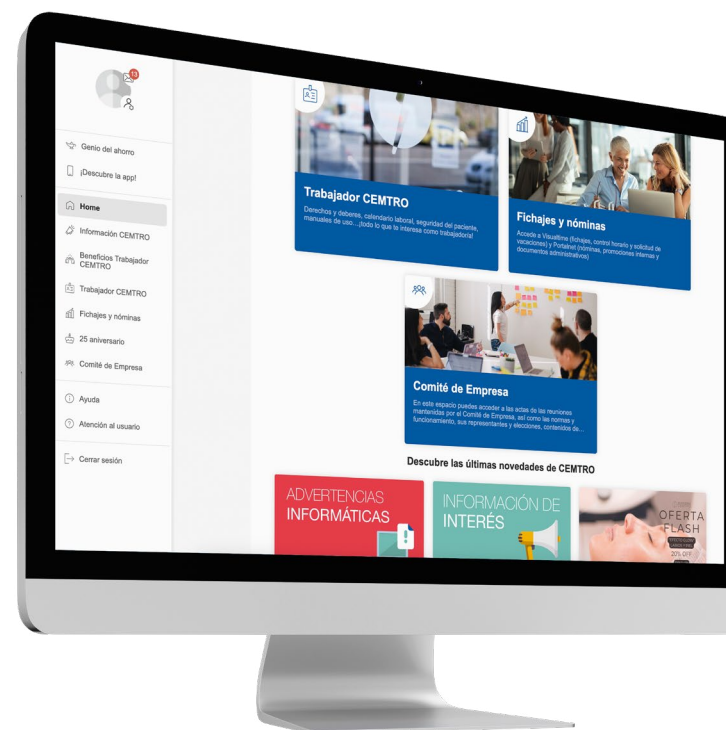 13
Genio del ahorro
¡Descubre la app!
Home
Información CEMTRO
Beneficios Trabajador
CEMTRO
Trabajador CEMTRO
Fichajes y nóminas
25 aniversario
Comité de Empresa
Ayuda
Atención al usuario
Cerrar sesión
Trabajador CEMTRO
Derechos y deberes, calendario laboral, seguridad del paciente,
manuales de uso…¡todo lo que te interese como trabajador/a!
Fichajes y nóminas
Accede a Visualtime (fichajes, control horario y solicitud de
vacaciones) y Portalnet (nóminas, promociones internas y
documentos administrativos)
Comité de Empresa
En este espacio puedes acceder a las actas de las reuniones
mantenidas por el Comité de Empresa, así como las normas y
funcionamiento, sus representantes y elecciones, contenidos de…
Descubre las últimas novedades de CEMTRO
ADVERTENCIAS
INFORMÁTICAS
INFORMACIÓN DE
INTERÉS
OFERTA
FLASH
20% OFF